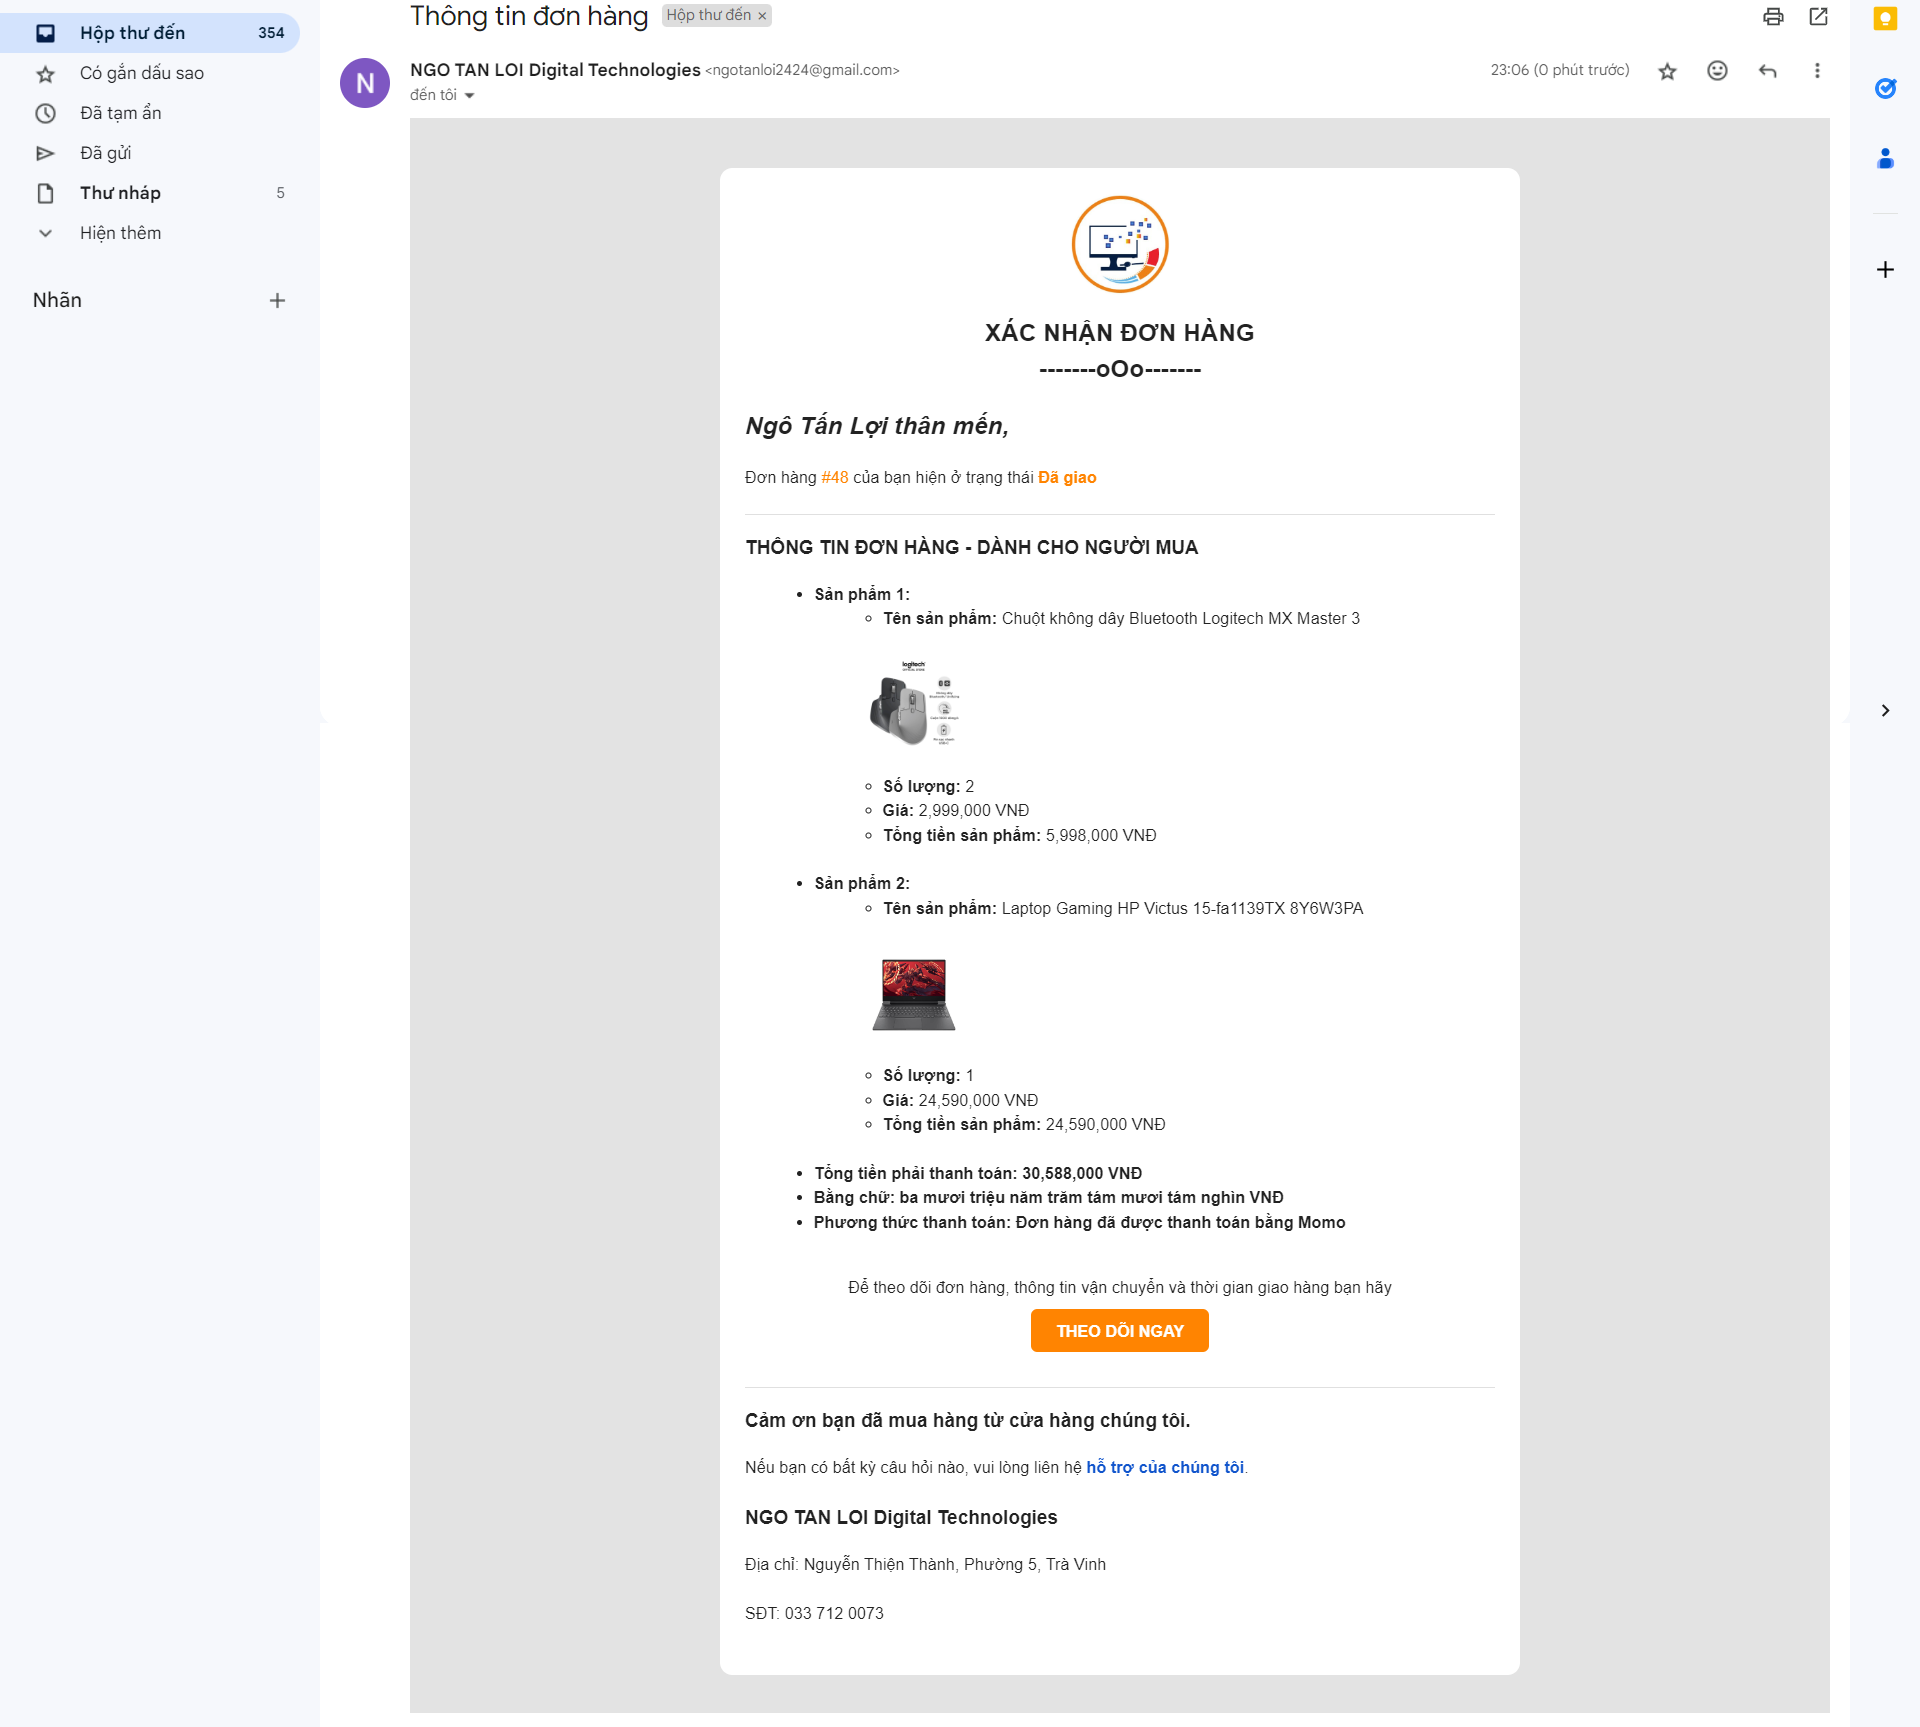 Thông tin đơn hàng Hộp thư đến ×
Hộp thư đến 354
Có gắn dấu sao
Đã tạm ẩn
Đã gửi
Thư nháp 5
Hiện thêm
Nhãn
N
NGO TAN LOI Digital Technologies <ngotanloi2424@gmail.com>
23:06 (0 phút trước)
đến tôi
XÁC NHẬN ĐƠN HÀNG
-------oOo-------
Ngô Tấn Lợi thân mến,
Đơn hàng #48 của bạn hiện ở trạng thái Đã giao
THÔNG TIN ĐƠN HÀNG - DÀNH CHO NGƯỜI MUA
Sản phẩm 1:
Tên sản phẩm: Chuột không dây Bluetooth Logitech MX Master 3
logitech
Số lượng: 2
Giá: 2,999,000 VNĐ
Tổng tiền sản phẩm: 5,998,000 VNĐ
Sản phẩm 2:
Tên sản phẩm: Laptop Gaming HP Victus 15-fa1139TX 8Y6W3PA
Số lượng: 1
Giá: 24,590,000 VNĐ
Tổng tiền sản phẩm: 24,590,000 VNĐ
Tổng tiền phải thanh toán: 30,588,000 VNĐ
Bằng chữ: ba mươi triệu năm trăm tám mươi tám nghìn VNĐ
Phương thức thanh toán: Đơn hàng đã được thanh toán bằng Momo
Để theo dõi đơn hàng, thông tin vận chuyển và thời gian giao hàng bạn hãy
THEO DÕI NGAY
Cảm ơn bạn đã mua hàng từ cửa hàng chúng tôi.
Nếu bạn có bất kỳ câu hỏi nào, vui lòng liên hệ hỗ trợ của chúng tôi.
NGO TAN LOI Digital Technologies
Địa chỉ: Nguyễn Thiện Thành, Phường 5, Trà Vinh
SĐT: 033 712 0073